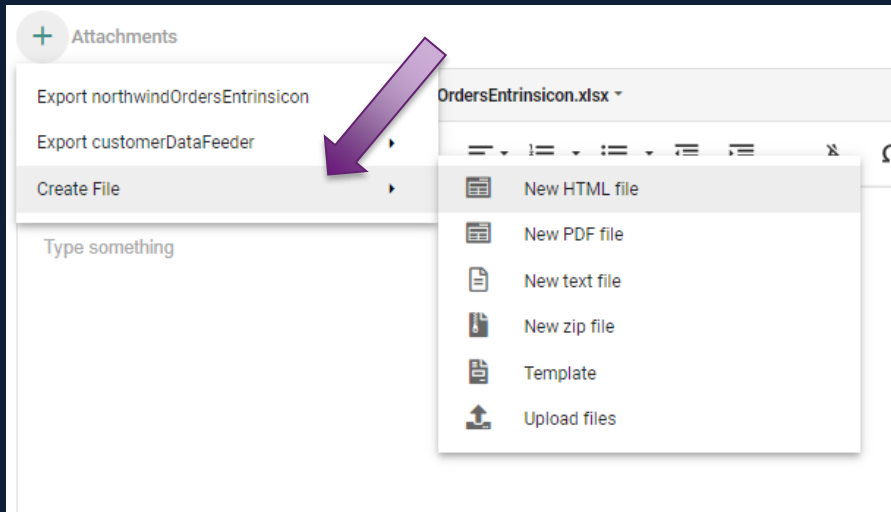 Attachments
Export northwindOrdersEntrinsicon
OrdersEntrinsicon.xlsx
Export customerDataFeeder
Create File
New HTML file
Type something
New PDF file
New text file
New zip file
Template
Upload files